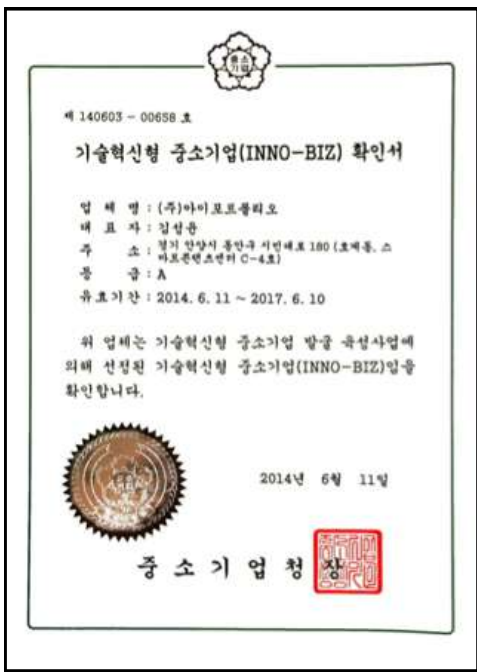 중소
기업
제 140603 - 00658 호
기술혁신형 중소기업(INNO-BIZ) 확인서
업 체 명 : (주)아이포트폴리오
대 표 자 : 김성윤
주 소 : 경기 안양시 동안구 시민대로 180 (호계동, 스
마트콘텐츠센터 C-4호)
등 급 : A
유효기간 : 2014. 6. 11 ~ 2017. 6. 10
위 업체는 기술혁신형 중소기업 발굴 육성사업에
의해 선정된 기술혁신형 중소기업(INNO-BIZ)임을
확인합니다.
2014년 6월 11일
중 소 기 업 청 장